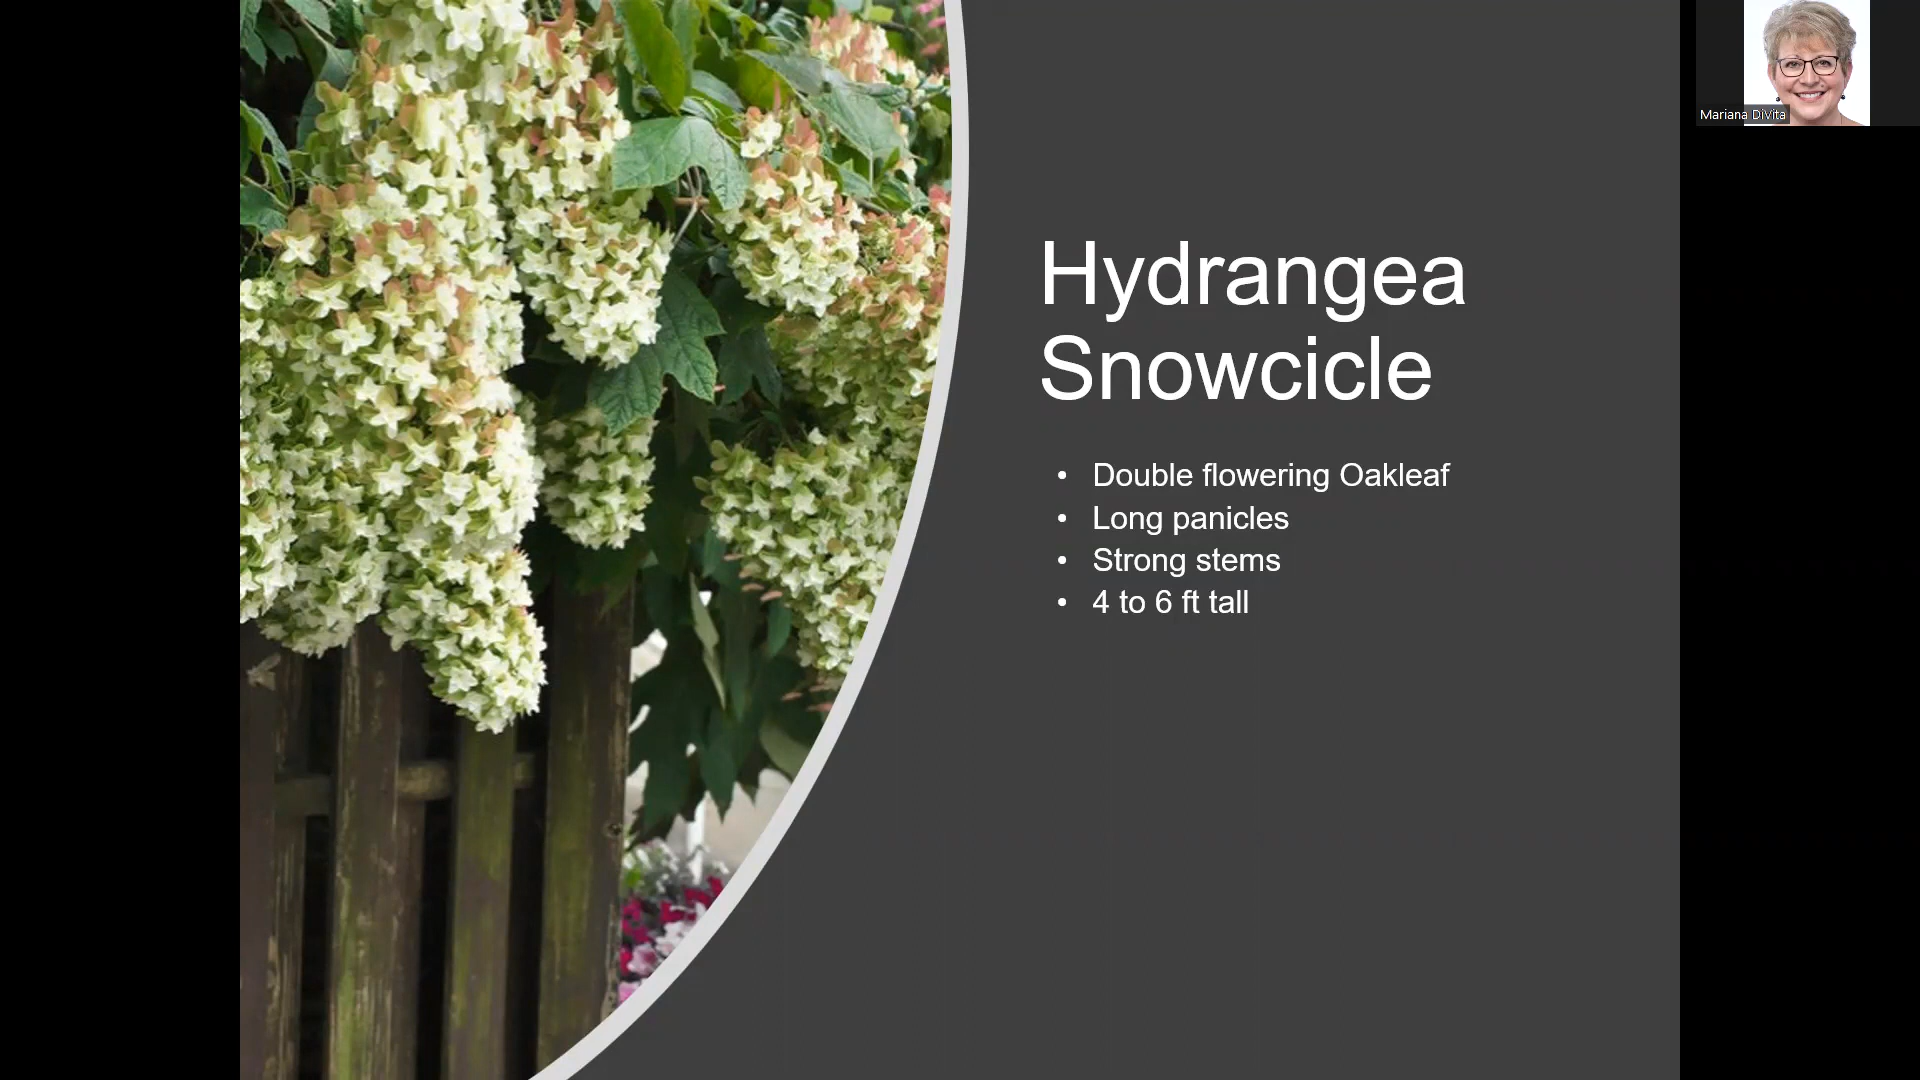 Mariana DiVita
Hydrangea
Snowcicle
• Double flowering Oakleaf
• Long panicles
• Strong stems
• 4 to 6 ft tall